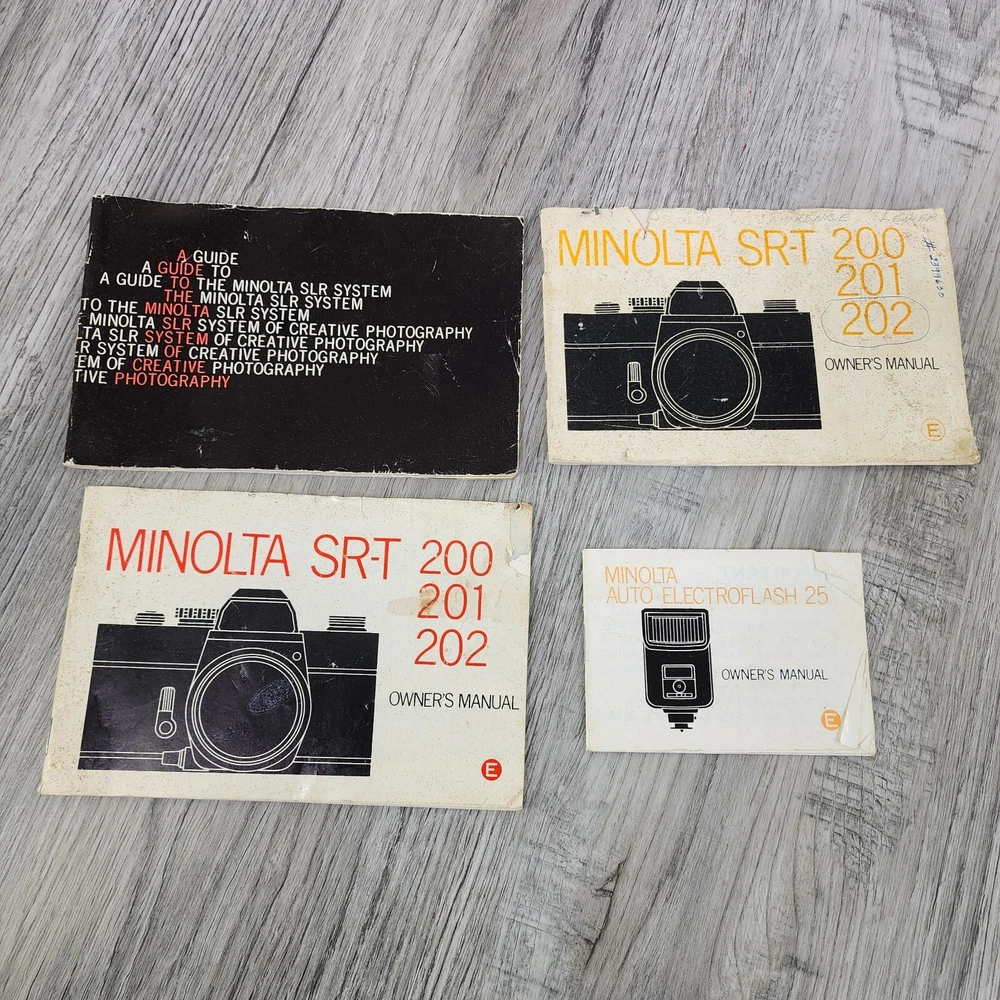 A GUIDE
A GUIDE TO
A GUIDE TO THE MINOLTA SLR SYSTEM
THE MINOLTA SLR SYSTEM
TO THE MINOLTA SLR SYSTEM
MINOLTA SLR SYSTEM OF CREATIVE PHOTOGRAPHY
TA SLR SYSTEM OF CREATIVE PHOTOGRAPHY
R SYSTEM OF CREATIVE PHOTOGRAPHY
EM OF CREATIVE PHOTOGRAPHY
TIVE PHOTOGRAPHY
MINOLTA SR-T 200
201
202
OWNER'S MANUAL
E
MINOLTA SR-T 200
201
202
OWNER'S MANUAL
E
MINOLTA
AUTO ELECTROFLASH 25
OWNER'S MANUAL
E